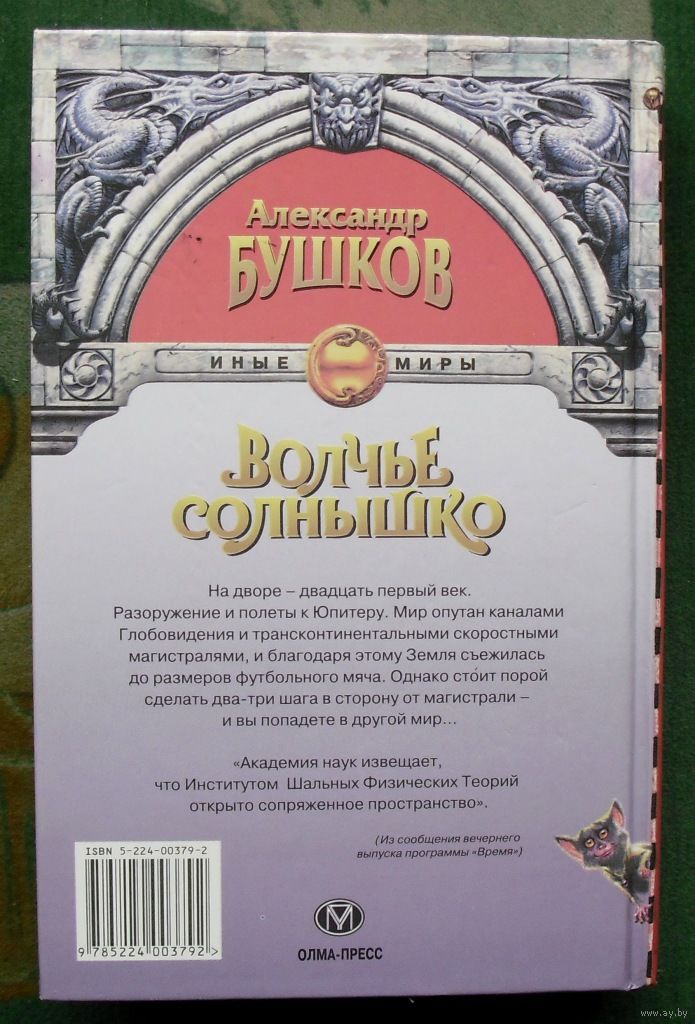 Александр
БУШКОВ
ИНЫЕ МИРЫ
ВОЛЧЬЕ
СОЛНЫШКО
На дворе – двадцать первый век.
Разоружение и полеты к Юпитеру. Мир опутан каналами
Глобовидения и трансконтинентальными скоростными
магистралями, и благодаря этому Земля съежилась
до размеров футбольного мяча. Однако сто́ит порой
сделать два-три шага в сторону от магистрали –
и вы попадете в другой мир...
«Академия наук извещает,
что Институтом Шальных Физических Теорий
открыто сопряженное пространство».
(Из сообщения вечернего
выпуска программы «Время»)
ISBN 5-224-00379-2
9 785224 003792 >
ОЛМА-ПРЕСС
www.ay.by